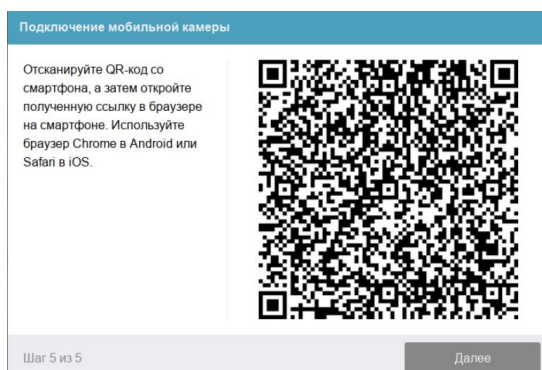 Подключение мобильной камеры
Отсканируйте QR-код со
смартфона, а затем откройте
полученную ссылку в браузере
на смартфоне. Используйте
браузер Chrome в Android или
Safari в iOS.
Шаг 5 из 5
Далее